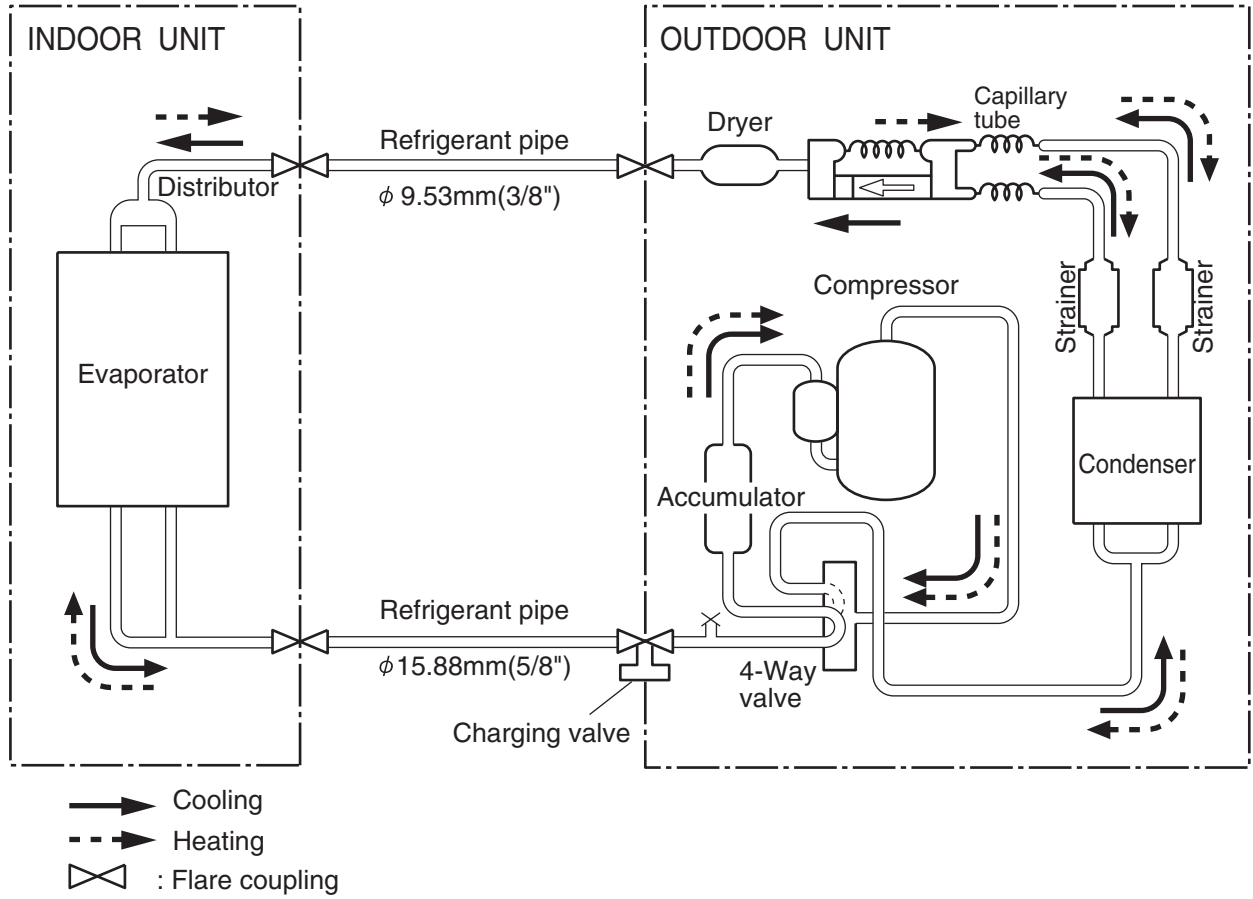 INDOOR UNIT
OUTDOOR UNIT
Capillary
tube
Dryer
Refrigerant pipe
Distributor
φ 9.53mm(3/8")
Strainer
Strainer
Compressor
Evaporator
Condenser
Accumulator
Refrigerant pipe
φ15.88mm(5/8")
4-Way
valve
Charging valve
Cooling
Heating
: Flare coupling